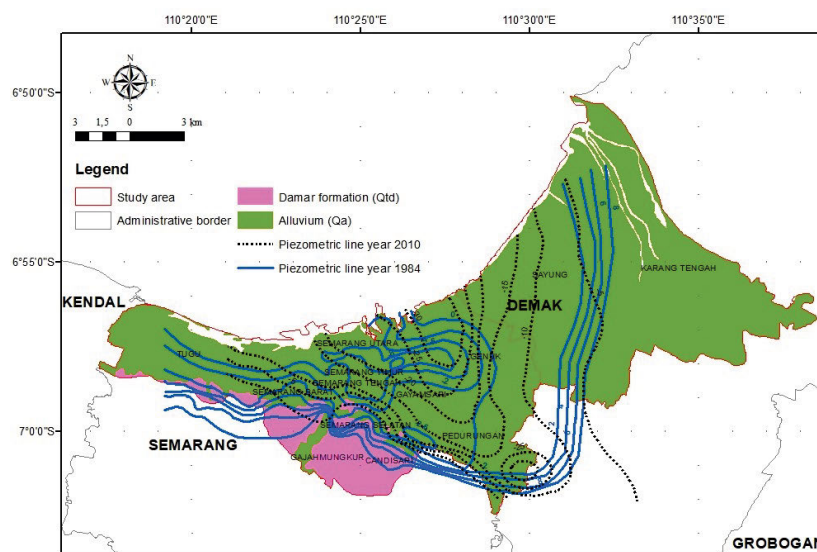 110°20'0"E 110°25'0"E 110°30'0"E 110°35'0"E
6°50'0"S
6°55'0"S
7°0'0"S
N
W E
S
3 1,5 0 3 km
Legend
Study area
Administrative border
Damar formation (Qtd)
Alluvium (Qa)
Piezometric line year 2010
Piezometric line year 1984
KENDAL
DEMAK
SAYUNG
KARANG TENGAH
TUGU
SEMARANG UTARA
SEMARANG TIMUR
GENUK
SEMARANG TENGAH
SEMARANG BARAT
GAYAMSARI
SEMARANG
SEMARANG SELATAN
PEDURUNGAN
GAJAHMUNGKUR
CANDISARI
GROBOGAN